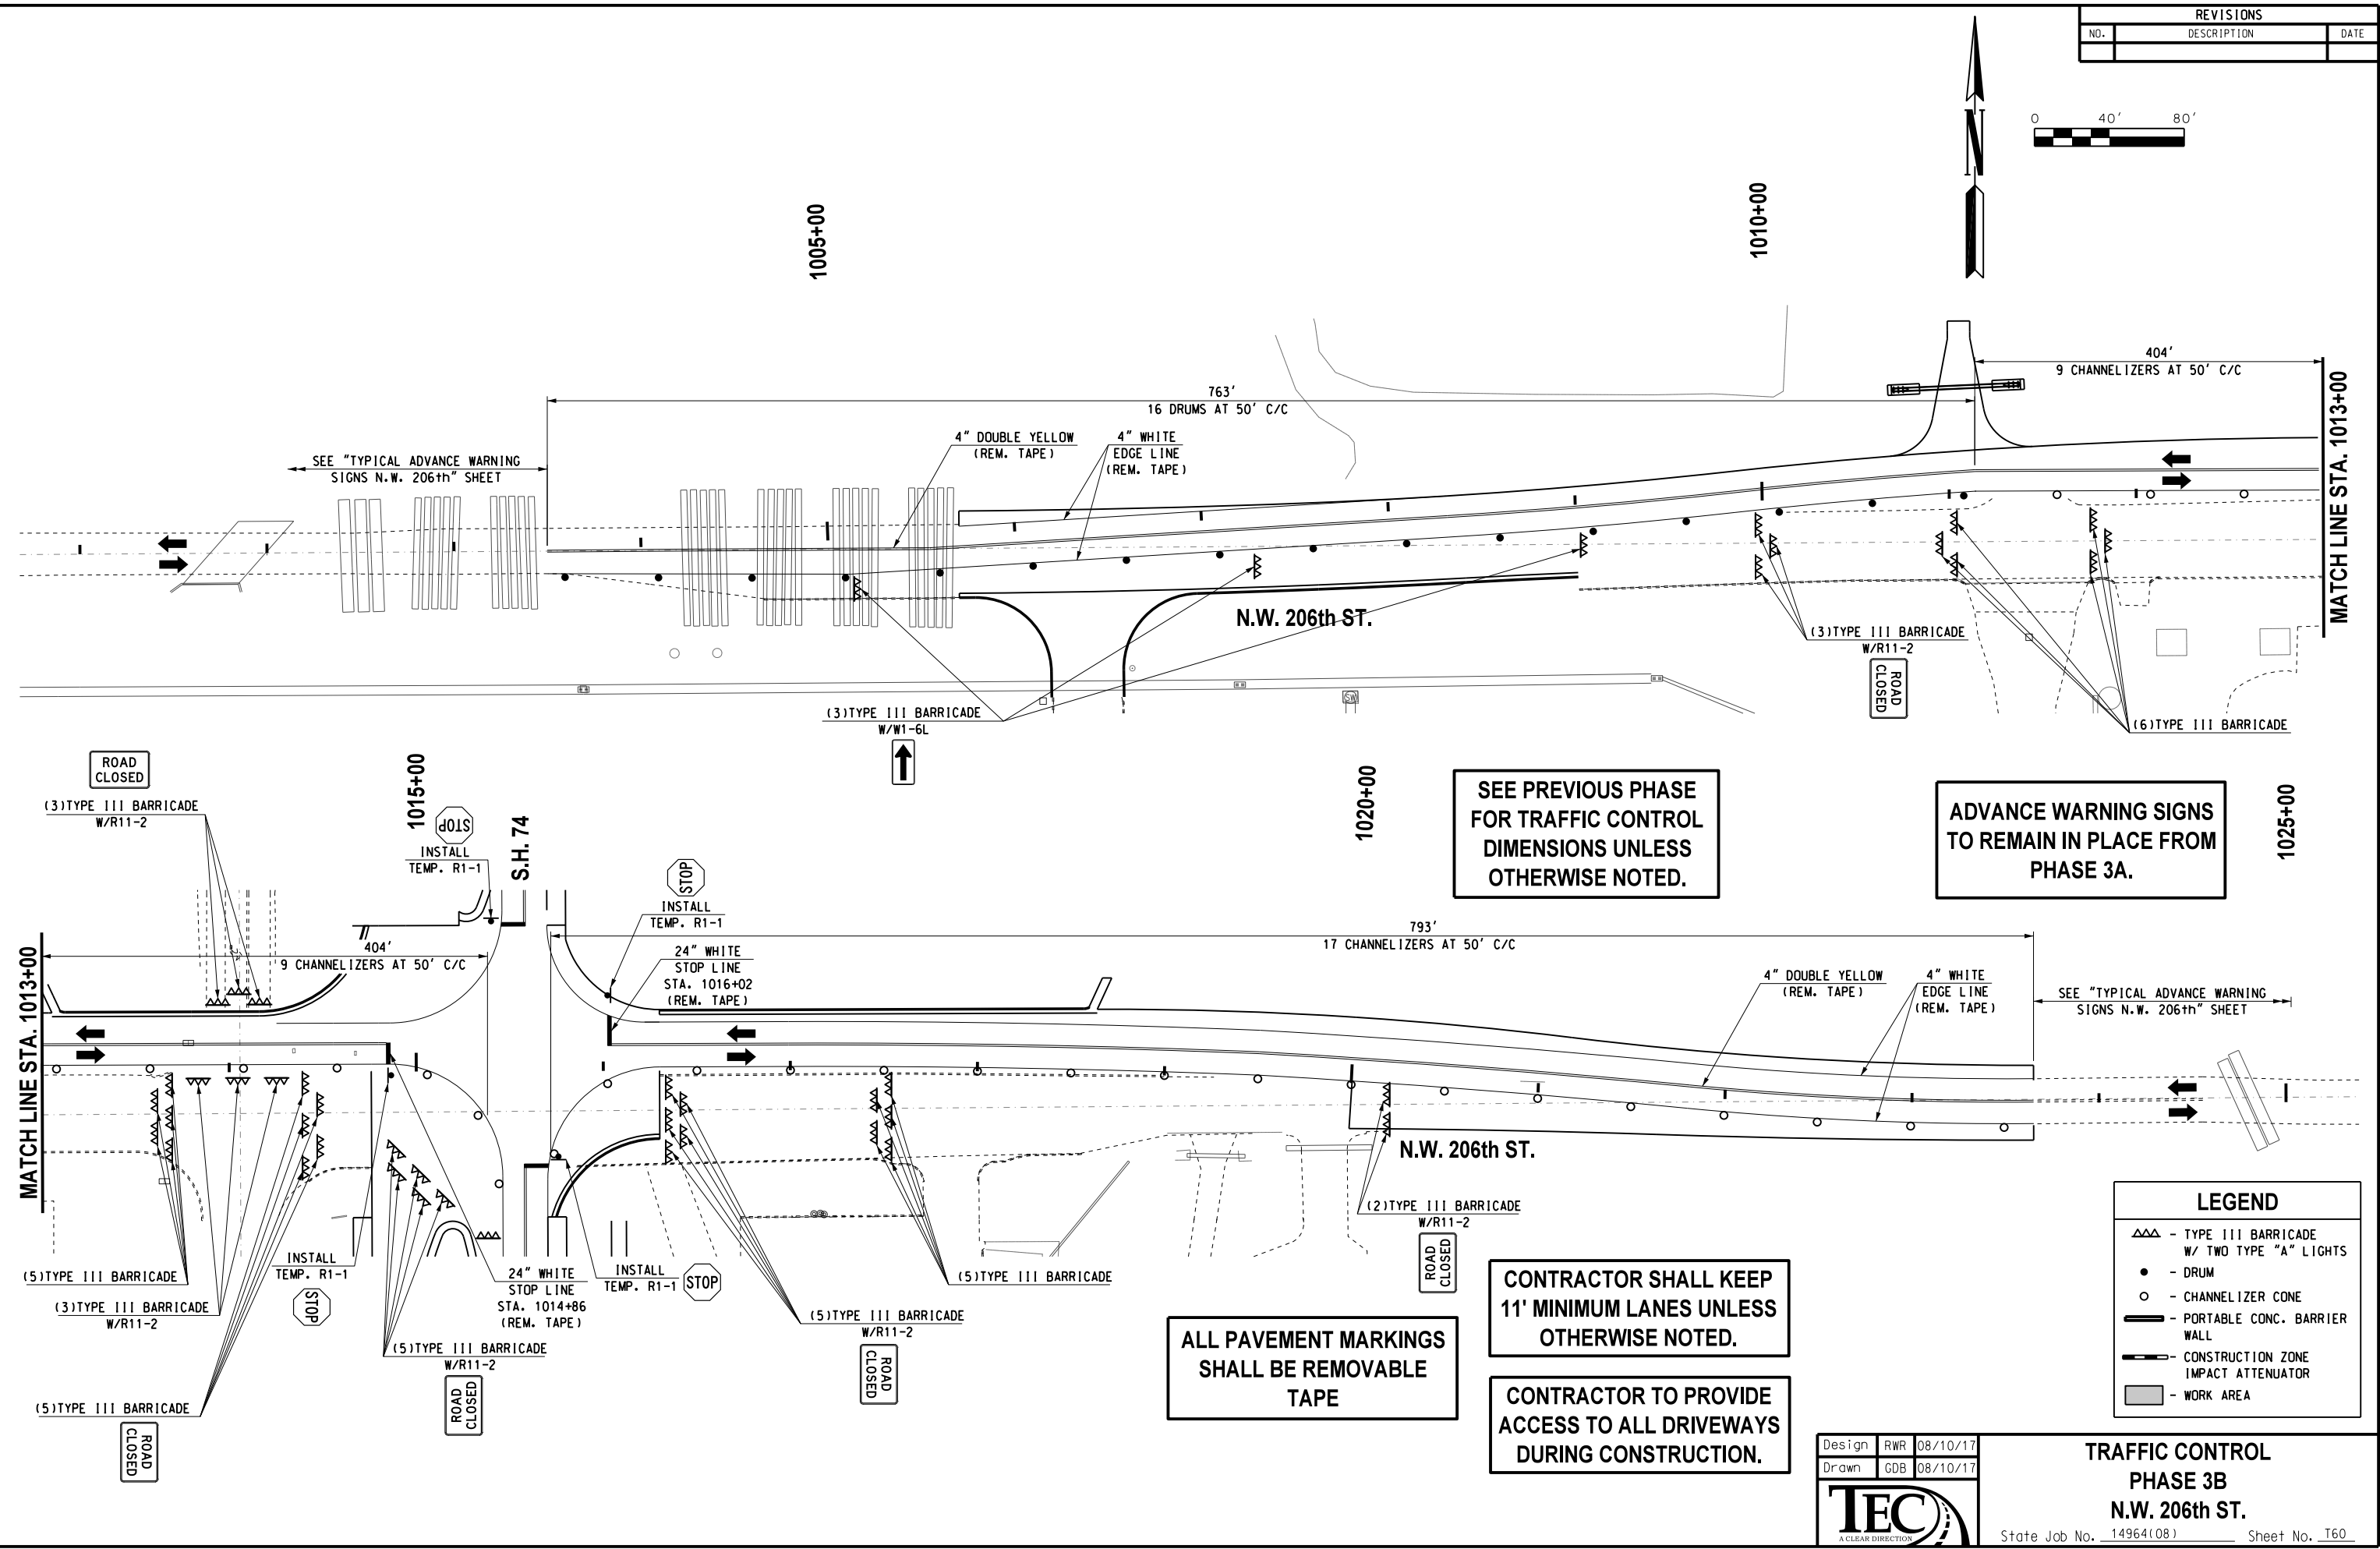 REVISIONS
NO. DESCRIPTION DATE
0 40' 80'
N
1005+00
1010+00
404'
9 CHANNELIZERS AT 50' C/C
763'
16 DRUMS AT 50' C/C
MATCH LINE STA. 1013+00
4" DOUBLE YELLOW
(REM. TAPE)
4" WHITE
EDGE LINE
(REM. TAPE)
SEE "TYPICAL ADVANCE WARNING
SIGNS N.W. 206th" SHEET
N.W. 206th ST.
(3)TYPE III BARRICADE
W/R11-2
ROAD
CLOSED
SW
(3)TYPE III BARRICADE
W/W1-6L
(6)TYPE III BARRICADE
ROAD
CLOSED
(3)TYPE III BARRICADE
W/R11-2
1015+00
STOP
INSTALL
TEMP. R1-1
S.H. 74
STOP
INSTALL
TEMP. R1-1
1020+00
SEE PREVIOUS PHASE
FOR TRAFFIC CONTROL
DIMENSIONS UNLESS
OTHERWISE NOTED.
ADVANCE WARNING SIGNS
TO REMAIN IN PLACE FROM
PHASE 3A.
1025+00
MATCH LINE STA. 1013+00
404'
9 CHANNELIZERS AT 50' C/C
24" WHITE
STOP LINE
STA. 1016+02
(REM. TAPE)
793'
17 CHANNELIZERS AT 50' C/C
4" DOUBLE YELLOW
(REM. TAPE)
4" WHITE
EDGE LINE
(REM. TAPE)
SEE "TYPICAL ADVANCE WARNING
SIGNS N.W. 206th" SHEET
N.W. 206th ST.
(2)TYPE III BARRICADE
W/R11-2
ROAD
CLOSED
(5)TYPE III BARRICADE
(3)TYPE III BARRICADE
W/R11-2
INSTALL
TEMP. R1-1
STOP
24" WHITE
STOP LINE
STA. 1014+86
(REM. TAPE)
INSTALL
TEMP. R1-1
STOP
(5)TYPE III BARRICADE
(5)TYPE III BARRICADE
W/R11-2
ROAD
CLOSED
(5)TYPE III BARRICADE
W/R11-2
ROAD
CLOSED
(5)TYPE III BARRICADE
ROAD
CLOSED
ALL PAVEMENT MARKINGS
SHALL BE REMOVABLE
TAPE
CONTRACTOR SHALL KEEP
11' MINIMUM LANES UNLESS
OTHERWISE NOTED.
CONTRACTOR TO PROVIDE
ACCESS TO ALL DRIVEWAYS
DURING CONSTRUCTION.
LEGEND
- TYPE III BARRICADE
W/ TWO TYPE "A" LIGHTS
- DRUM
- CHANNELIZER CONE
- PORTABLE CONC. BARRIER
WALL
- CONSTRUCTION ZONE
IMPACT ATTENUATOR
- WORK AREA
Design RWR 08/10/17
Drawn GDB 08/10/17
TEC
A CLEAR DIRECTION
TRAFFIC CONTROL
PHASE 3B
N.W. 206th ST.
State Job No. 14964(08) Sheet No. T60